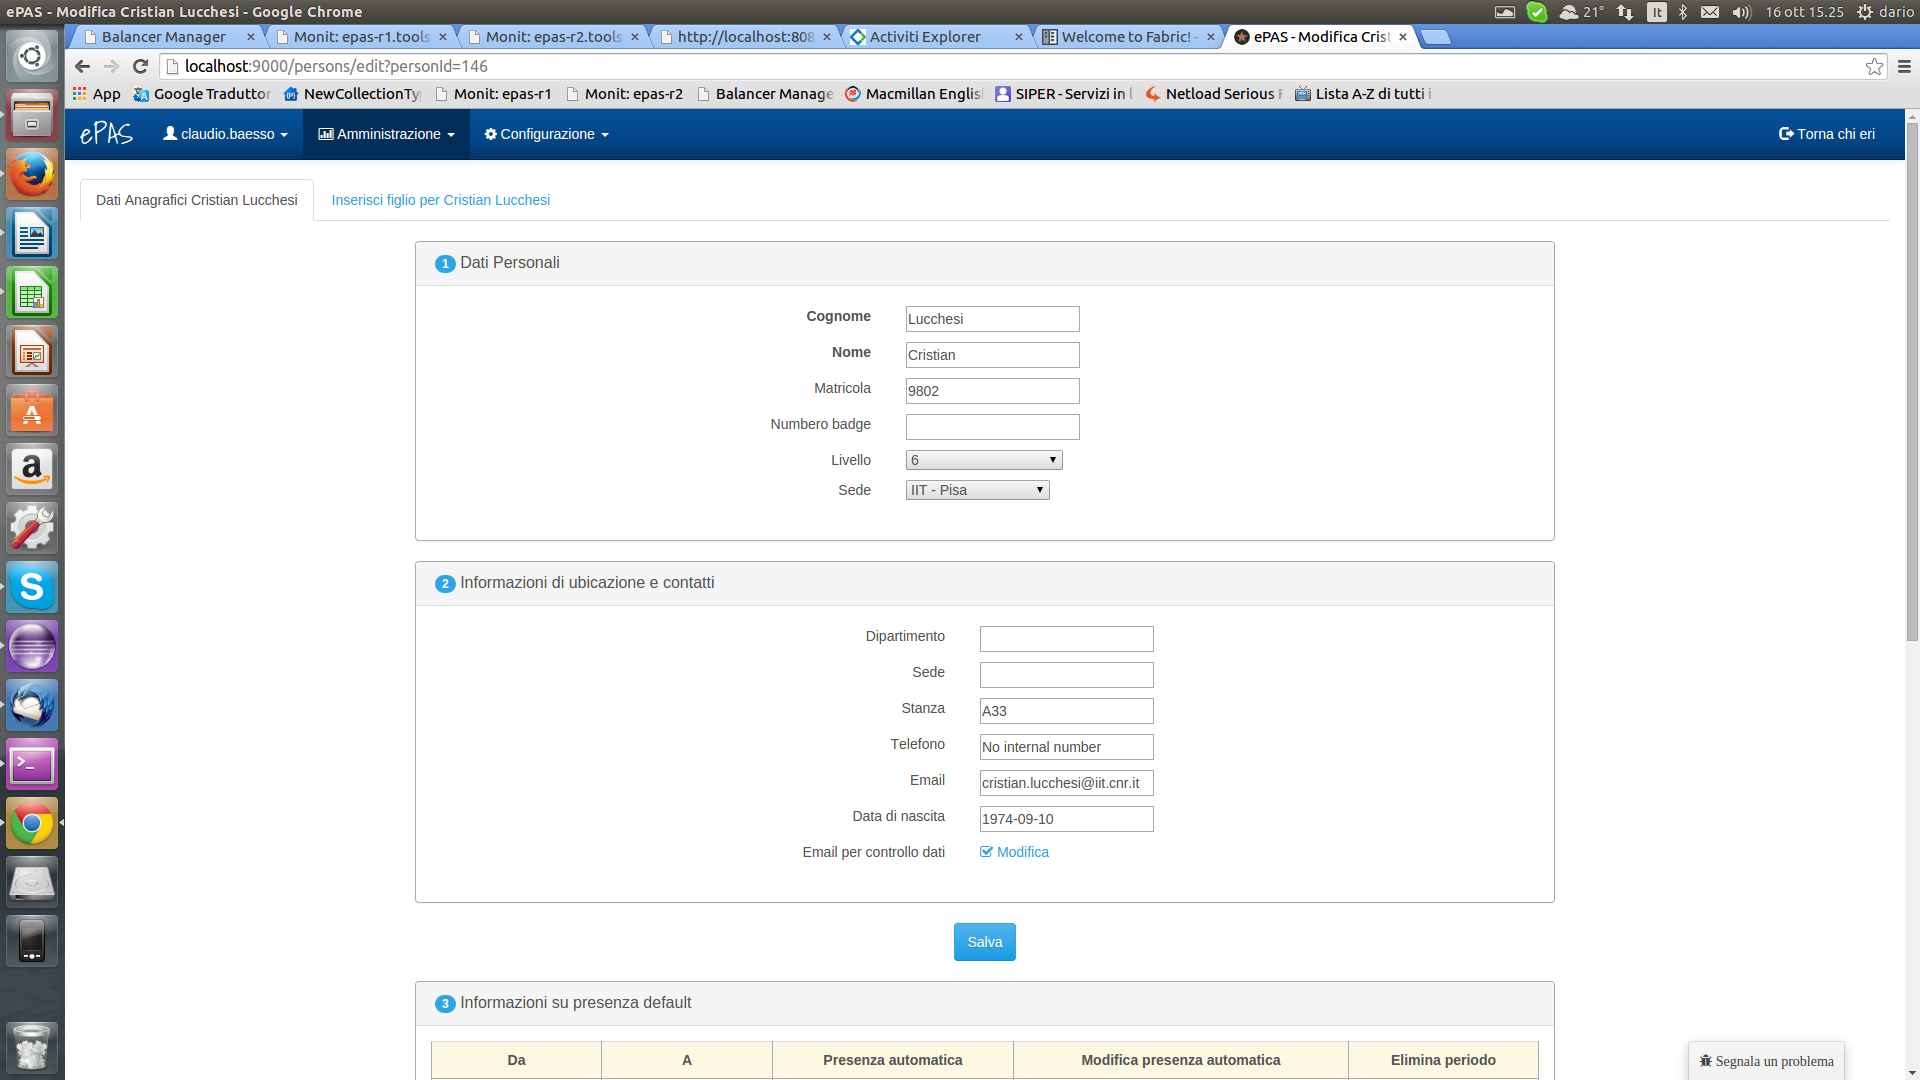 ePAS - Modifica Cristian Lucchesi - Google Chrome
21° It 16 ott 15.25 dario
Balancer Manager × Monit: epas-r1.tools × Monit: epas-r2.tools × http://localhost:808 × Activiti Explorer × Welcome to Fabric! - × ePAS - Modifica Crist ×
localhost:9000/persons/edit?personId=146
App Google Traduttor NewCollectionTy Monit: epas-r1 Monit: epas-r2 Balancer Manage Macmillan Englis SIPER - Servizi in l Netload Serious F Lista A-Z di tutti i
ePAS claudio.baesso Amministrazione Configurazione Torna chi eri
Dati Anagrafici Cristian Lucchesi Inserisci figlio per Cristian Lucchesi
1 Dati Personali
Cognome Lucchesi
Nome Cristian
Matricola 9802
Numbero badge
Livello 6
Sede IIT - Pisa
2 Informazioni di ubicazione e contatti
Dipartimento
Sede
Stanza A33
Telefono No internal number
Email cristian.lucchesi@iit.cnr.it
Data di nascita 1974-09-10
Email per controllo dati Modifica
Salva
3 Informazioni su presenza default
Da A Presenza automatica Modifica presenza automatica Elimina periodo
Segnala un problema